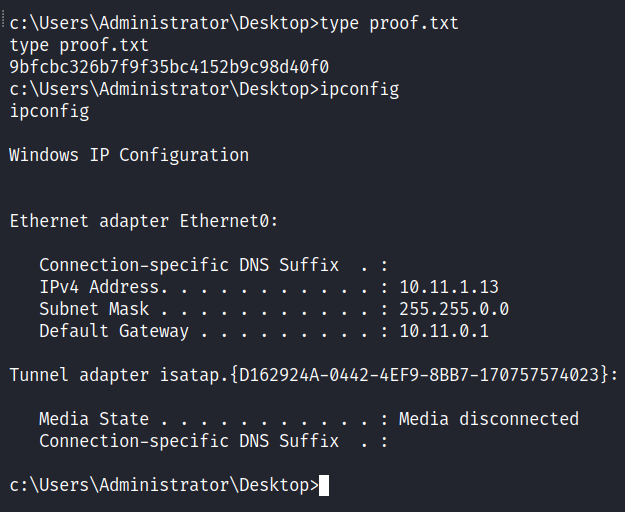 c:\Users\Administrator\Desktop>type proof.txt
type proof.txt
9bfcbc326b7f9f35bc4152b9c98d40f0
c:\Users\Administrator\Desktop>ipconfig
ipconfig
Windows IP Configuration
Ethernet adapter Ethernet0:
   Connection-specific DNS Suffix  . :
   IPv4 Address. . . . . . . . . . . : 10.11.1.13
   Subnet Mask . . . . . . . . . . . : 255.255.0.0
   Default Gateway . . . . . . . . . : 10.11.0.1
Tunnel adapter isatap.{D162924A-0442-4EF9-8BB7-170757574023}:
   Media State . . . . . . . . . . . : Media disconnected
   Connection-specific DNS Suffix  . :
c:\Users\Administrator\Desktop>